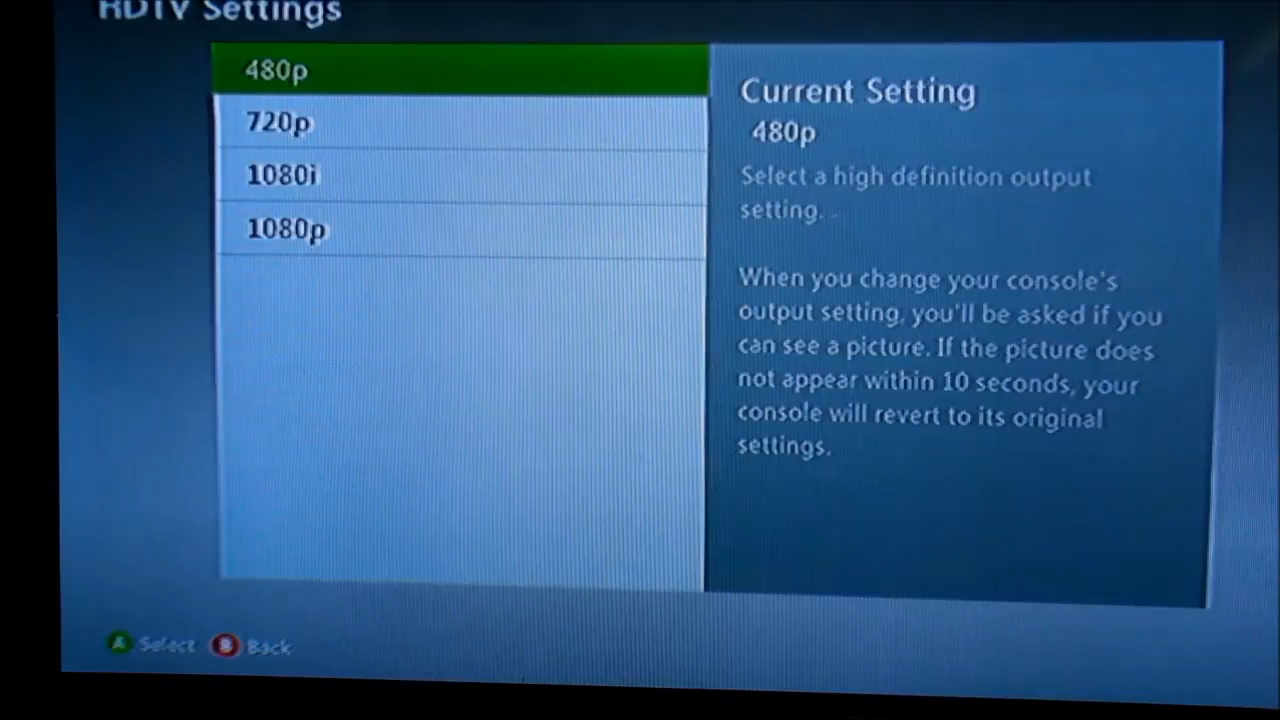 HDTV Settings
480p
720p
1080i
1080p
Current Setting
480p
Select a high definition output
setting.
When you change your console's
output setting, you'll be asked if you
can see a picture. If the picture does
not appear within 10 seconds, your
console will revert to its original
settings.
A Select B Back